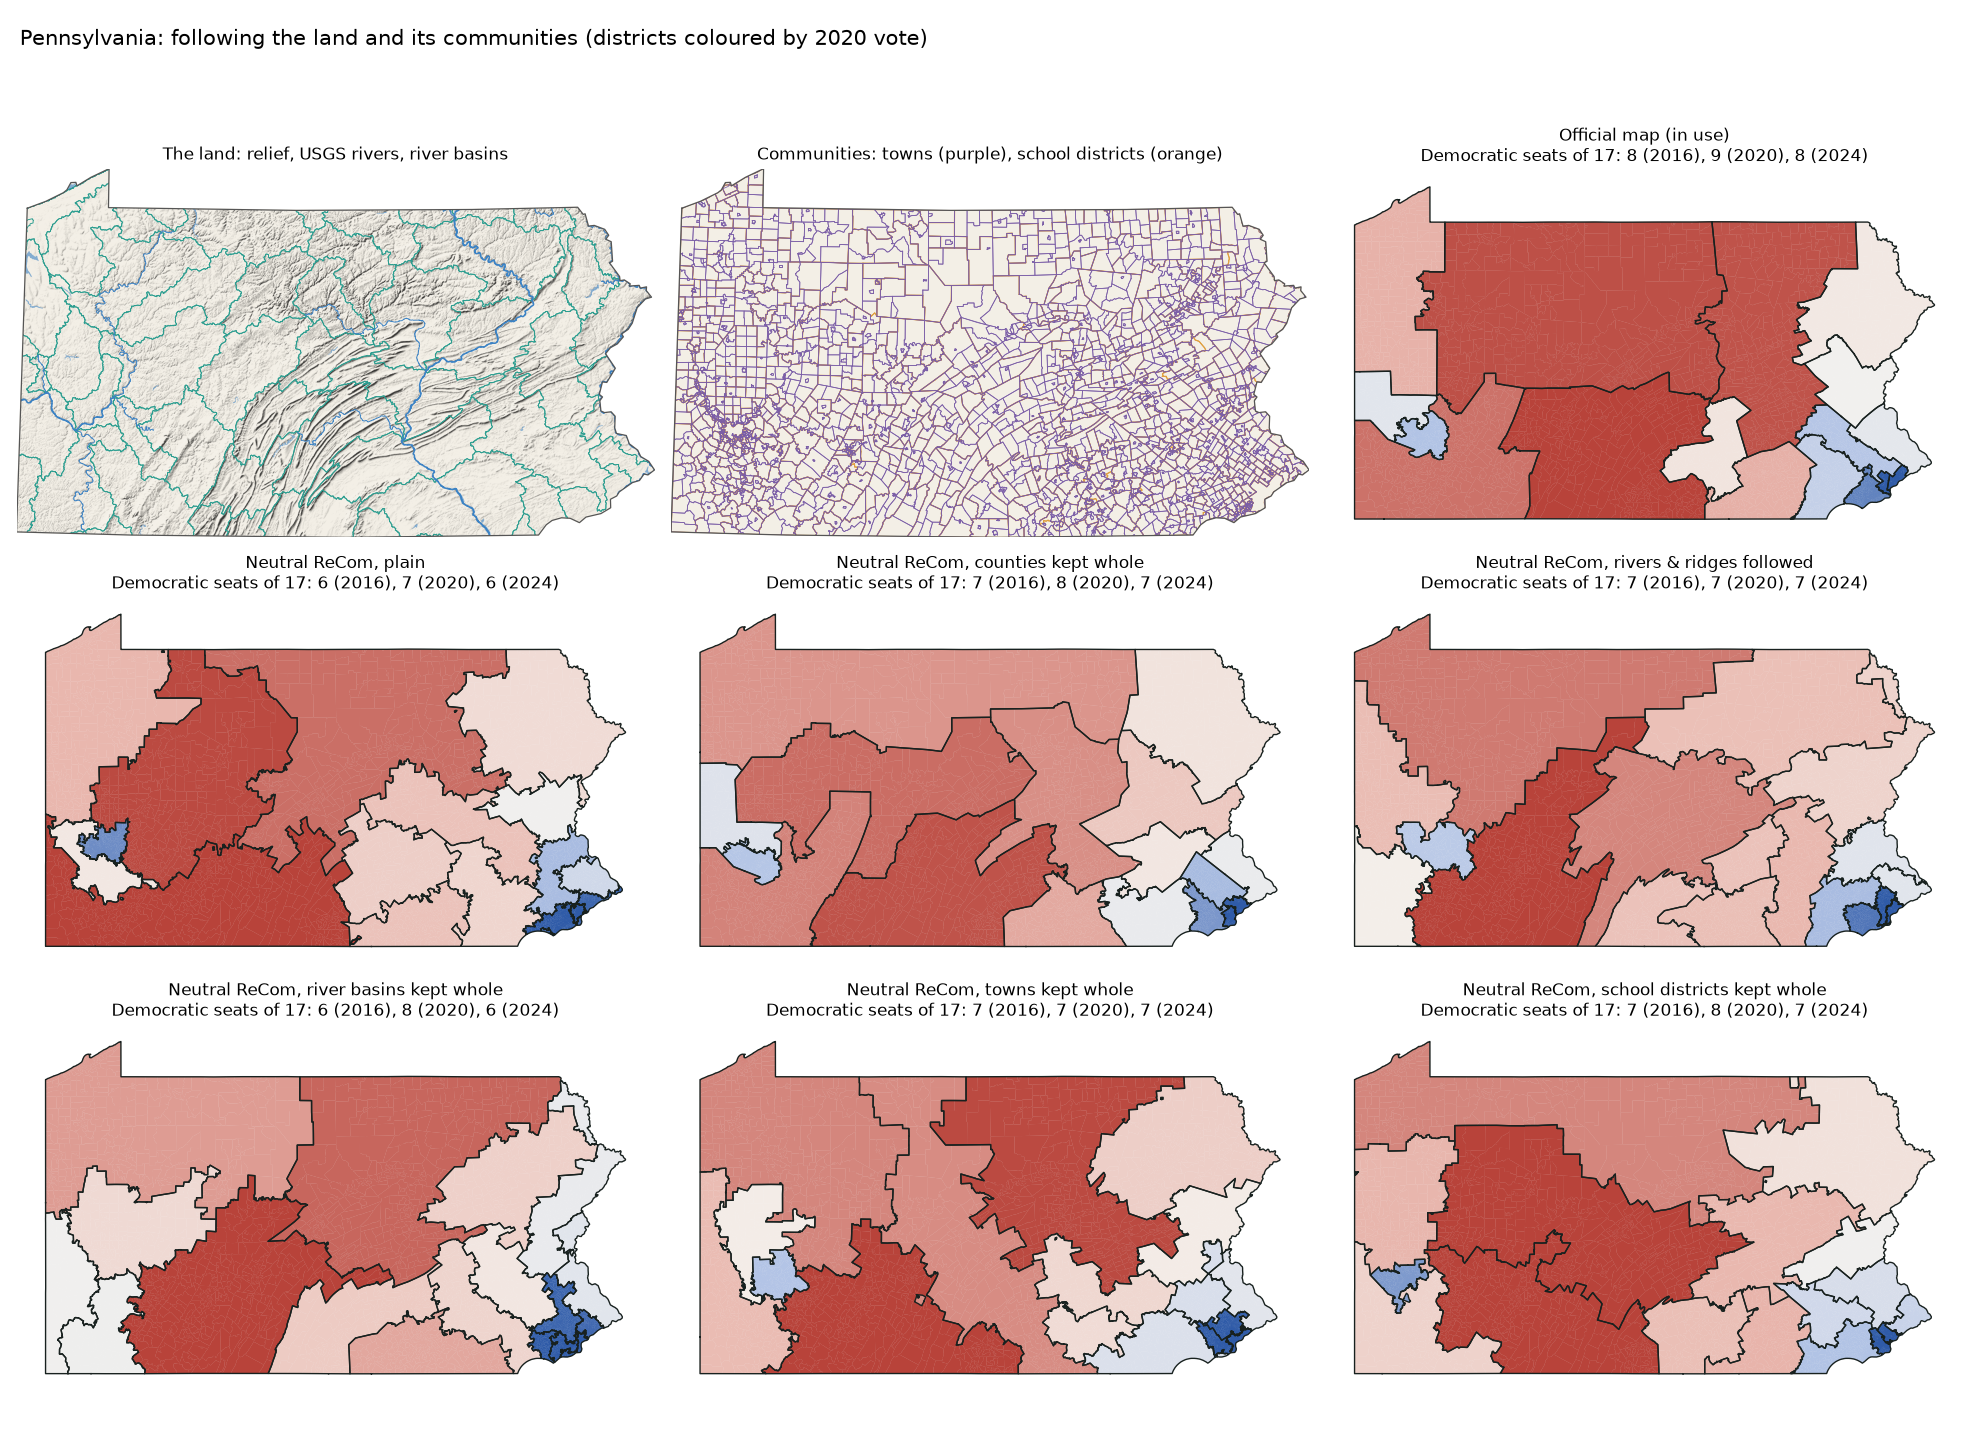 Pennsylvania: following the land and its communities (districts coloured by 2020 vote)
The land: relief, USGS rivers, river basins
Communities: towns (purple), school districts (orange)
Official map (in use)
Democratic seats of 17: 8 (2016), 9 (2020), 8 (2024)
Neutral ReCom, plain
Democratic seats of 17: 6 (2016), 7 (2020), 6 (2024)
Neutral ReCom, counties kept whole
Democratic seats of 17: 7 (2016), 8 (2020), 7 (2024)
Neutral ReCom, rivers & ridges followed
Democratic seats of 17: 7 (2016), 7 (2020), 7 (2024)
Neutral ReCom, river basins kept whole
Democratic seats of 17: 6 (2016), 8 (2020), 6 (2024)
Neutral ReCom, towns kept whole
Democratic seats of 17: 7 (2016), 7 (2020), 7 (2024)
Neutral ReCom, school districts kept whole
Democratic seats of 17: 7 (2016), 8 (2020), 7 (2024)